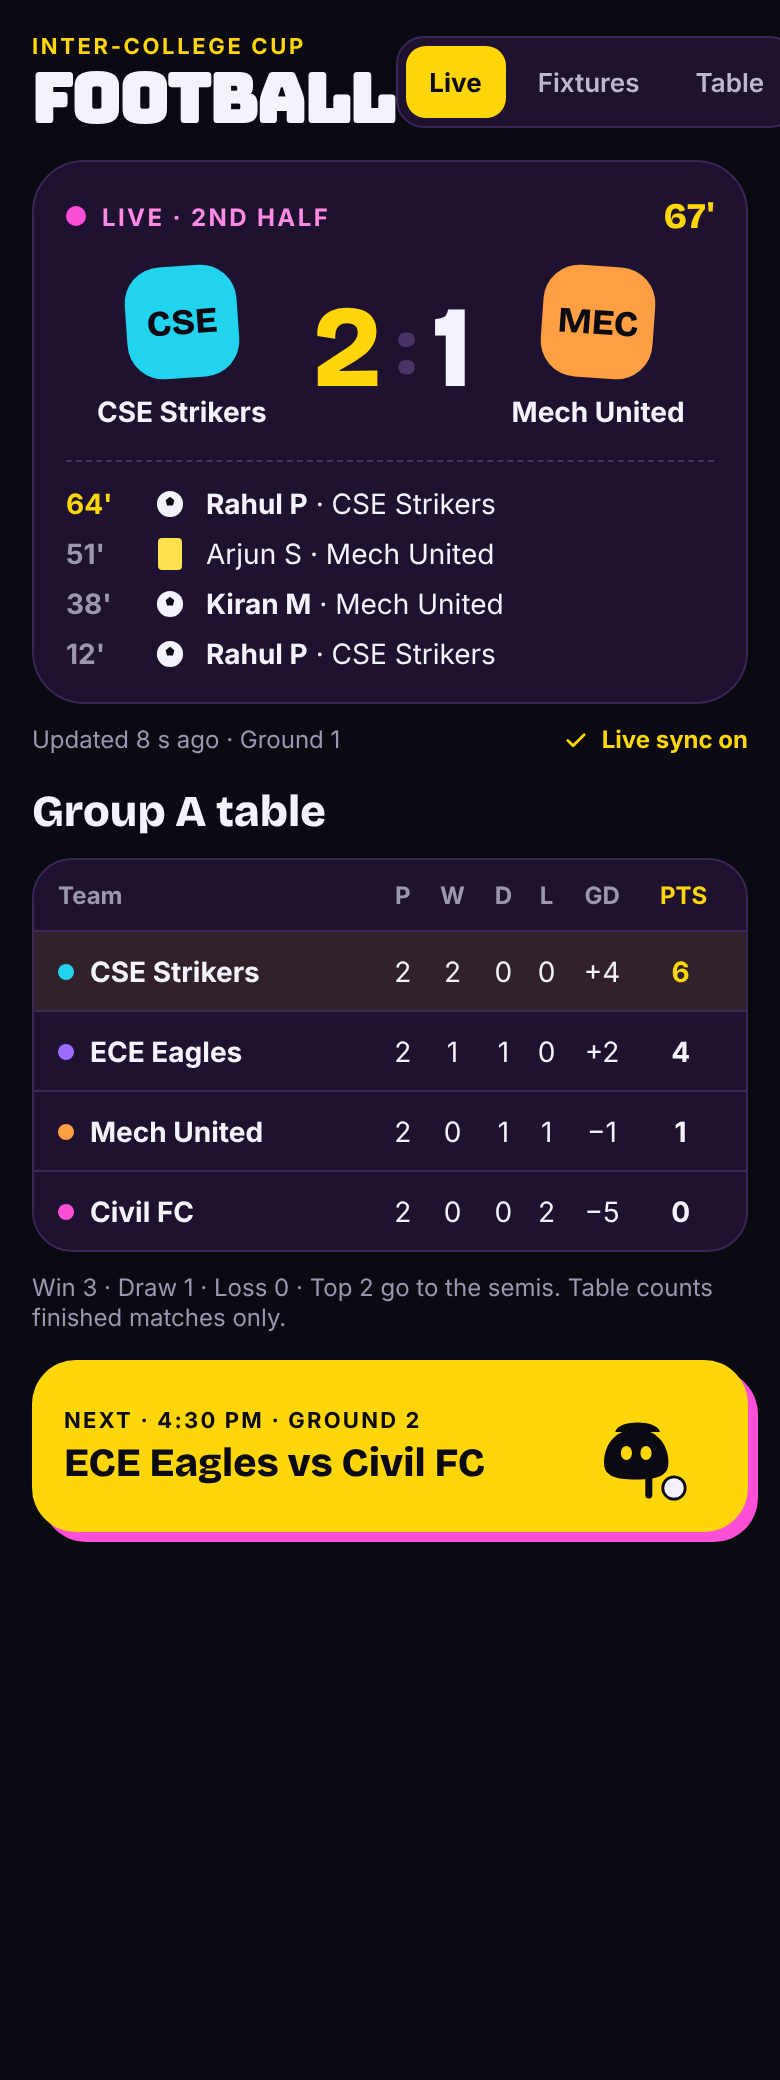 INTER-COLLEGE CUP
FOOTBALL
Live Fixtures Table
LIVE · 2ND HALF 67'
CSE 2 : 1 MEC
CSE Strikers Mech United
64' Rahul P · CSE Strikers
51' Arjun S · Mech United
38' Kiran M · Mech United
12' Rahul P · CSE Strikers
Updated 8 s ago · Ground 1 Live sync on
Group A table
Team P W D L GD PTS
CSE Strikers 2 2 0 0 +4 6
ECE Eagles 2 1 1 0 +2 4
Mech United 2 0 1 1 −1 1
Civil FC 2 0 0 2 −5 0
Win 3 · Draw 1 · Loss 0 · Top 2 go to the semis. Table counts
finished matches only.
NEXT · 4:30 PM · GROUND 2
ECE Eagles vs Civil FC